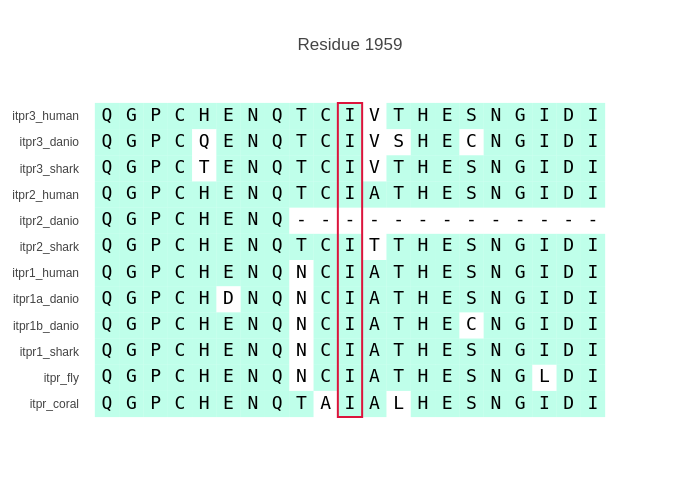 Residue 1959
itpr3_human Q G P C H E N Q T C I V T H E S N G I D I
itpr3_danio Q G P C Q E N Q T C I V S H E C N G I D I
itpr3_shark Q G P C T E N Q T C I V T H E S N G I D I
itpr2_human Q G P C H E N Q T C I A T H E S N G I D I
itpr2_danio Q G P C H E N Q - - - - - - - - - - - - -
itpr2_shark Q G P C H E N Q T C I T T H E S N G I D I
itpr1_human Q G P C H E N Q N C I A T H E S N G I D I
itpr1a_danio Q G P C H D N Q N C I A T H E S N G I D I
itpr1b_danio Q G P C H E N Q N C I A T H E C N G I D I
itpr1_shark Q G P C H E N Q N C I A T H E S N G I D I
itpr_fly Q G P C H E N Q N C I A T H E S N G L D I
itpr_coral Q G P C H E N Q T A I A L H E S N G I D I